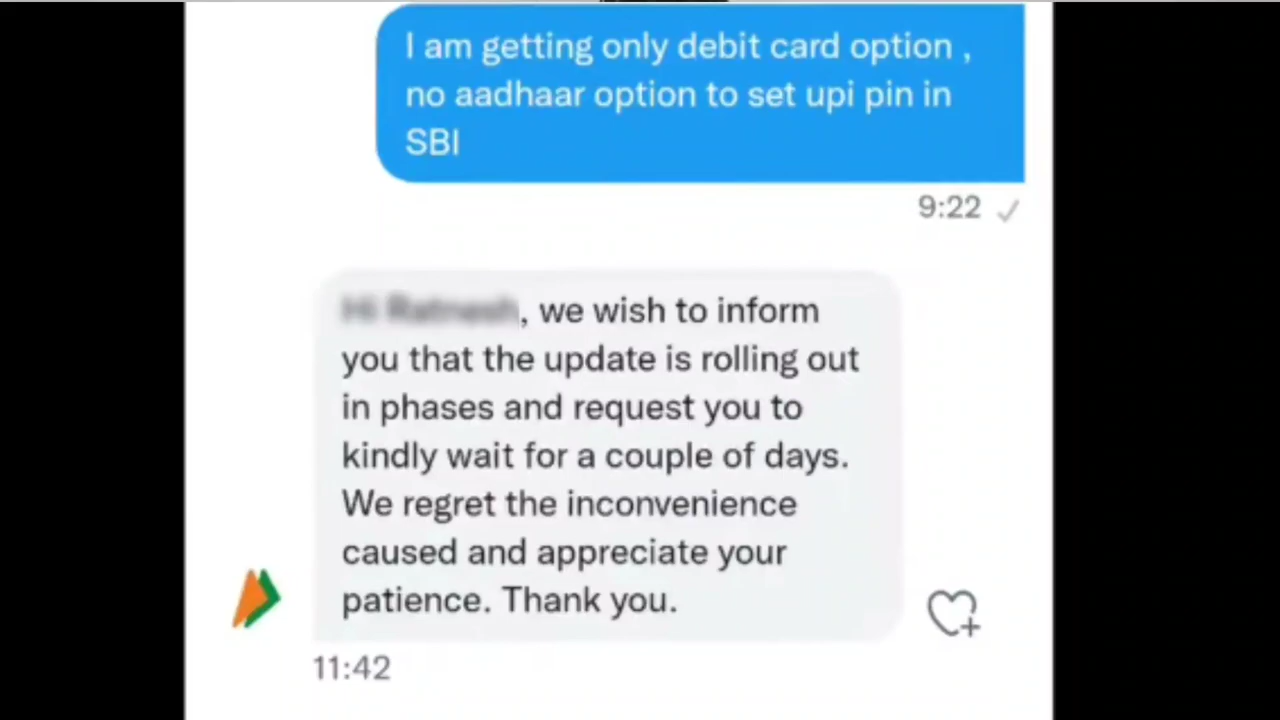 I am getting only debit card option ,
no aadhaar option to set upi pin in
SBI
9:22
, we wish to inform
you that the update is rolling out
in phases and request you to
kindly wait for a couple of days.
We regret the inconvenience
caused and appreciate your
patience. Thank you.
11:42